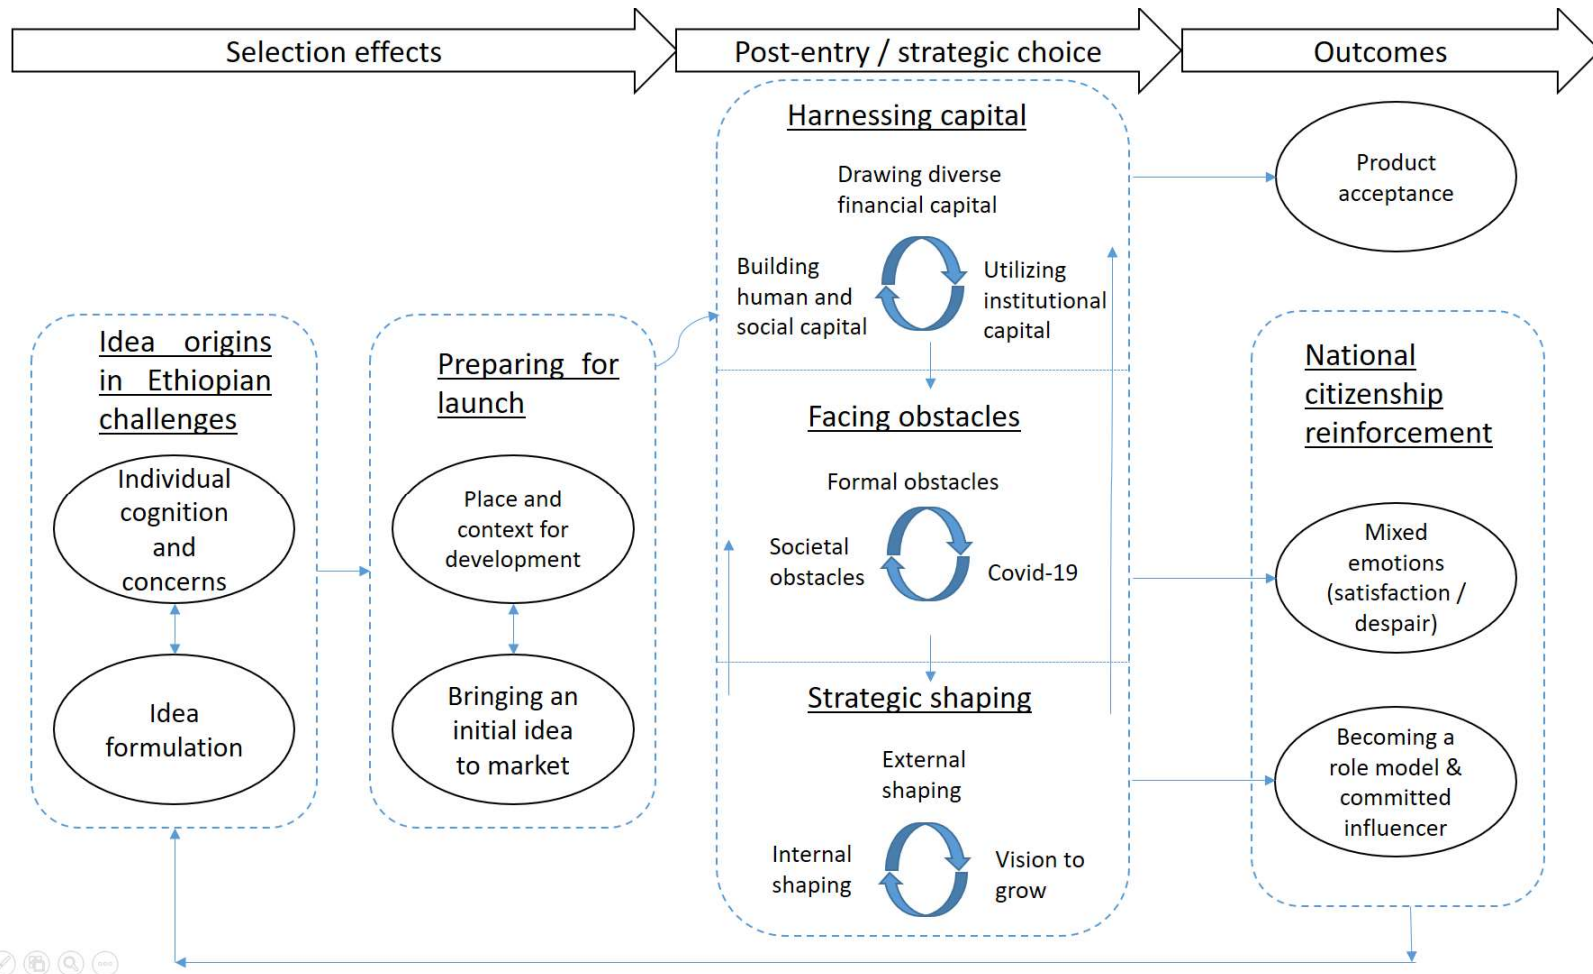 Selection effects
Post-entry / strategic choice
Outcomes
Idea origins
in Ethiopian
challenges
Individual
cognition
and
concerns
Idea
formulation
Preparing for
launch
Place and
context for
development
Bringing an
initial idea
to market
Harnessing capital
Drawing diverse
financial capital
Building
human and
social capital
Utilizing
institutional
capital
Facing obstacles
Formal obstacles
Societal
obstacles
Covid-19
Strategic shaping
External
shaping
Internal
shaping
Vision to
grow
Product
acceptance
National
citizenship
reinforcement
Mixed
emotions
(satisfaction /
despair)
Becoming a
role model &
committed
influencer